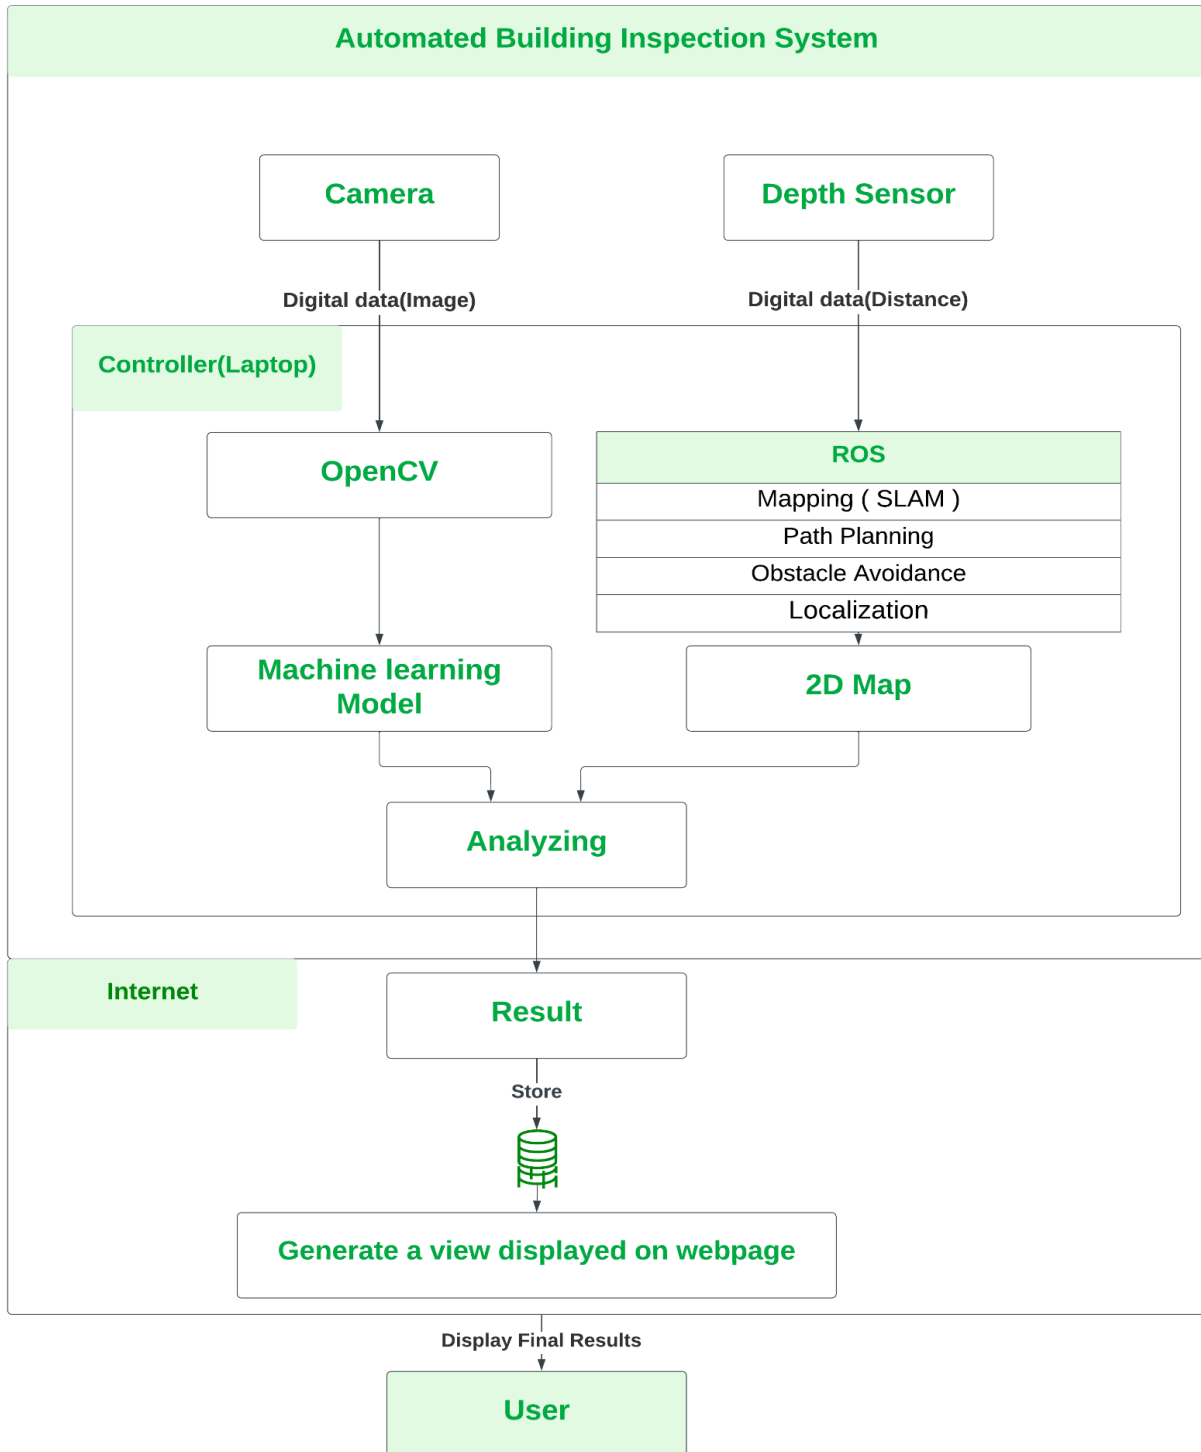 Automated Building Inspection System
Camera
Depth Sensor
Digital data(Image)
Digital data(Distance)
Controller(Laptop)
OpenCV
ROS
Mapping ( SLAM )
Path Planning
Obstacle Avoidance
Localization
Machine learning
Model
2D Map
Analyzing
Internet
Result
Store
Generate a view displayed on webpage
Display Final Results
User